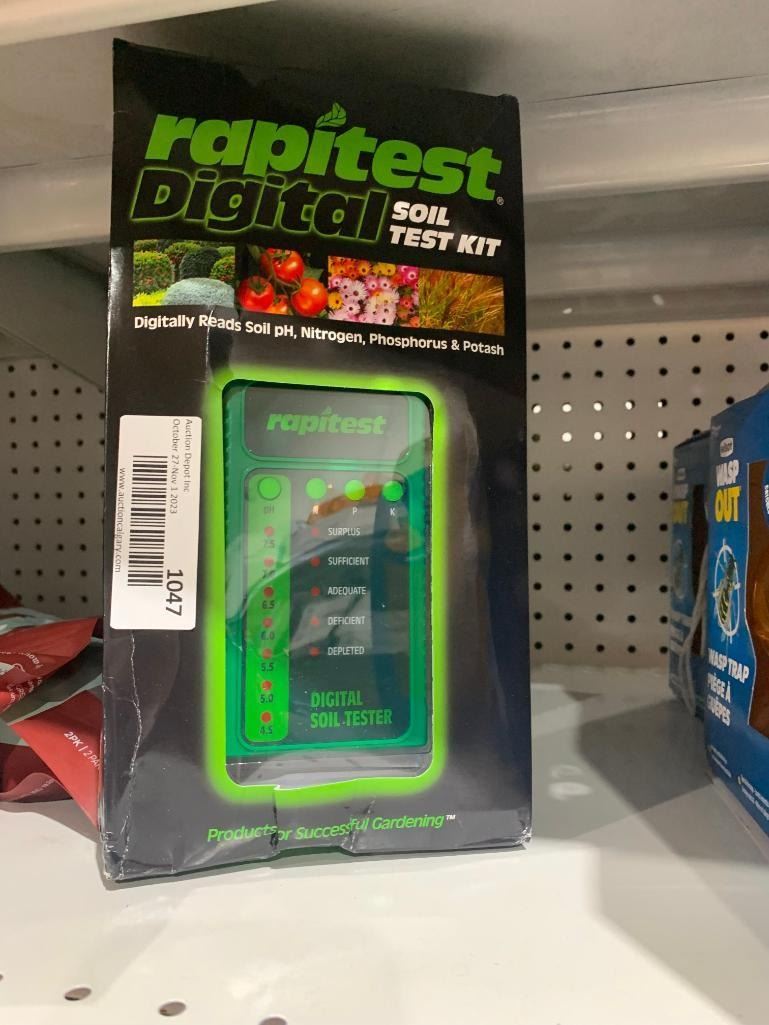 rapitest®
Digital SOIL
TEST KIT
Digitally Reads Soil pH, Nitrogen, Phosphorus & Potash
rapitest
pH N P K
7.5 SURPLUS
7.0 SUFFICIENT
6.5 ADEQUATE
6.0 DEFICIENT
5.5 DEPLETED
5.0
4.5
DIGITAL
SOIL TESTER
Products for Successful Gardening™
Auction Depot Inc
October 27-Nov 1 2023
1047
www.auctioncalgary.com
2PK | 2
WASP
OUT
WASP TRAP
PIÈGE À
GUÊPES